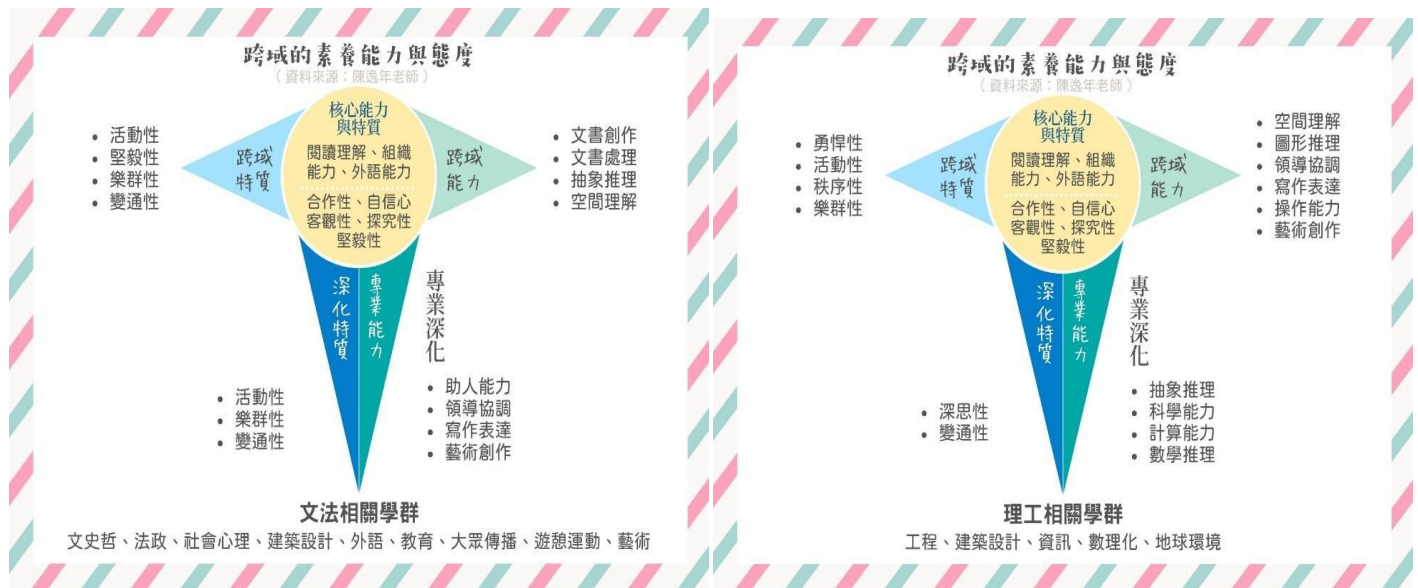 跨域的素養能力與態度
(資料來源：陳逸年老師)
核心能力
與特質
閱讀理解、組織
能力、外語能力
合作性、自信心
客觀性、探究性
堅毅性
跨域
特質
• 活動性
• 堅毅性
• 樂群性
• 變通性
跨域
能力
• 文書創作
• 文書處理
• 抽象推理
• 空間理解
深化特質
專業能力
專業深化
• 活動性
• 樂群性
• 變通性
• 助人能力
• 領導協調
• 寫作表達
• 藝術創作
文法相關學群
文史哲、法政、社會心理、建築設計、外語、教育、大眾傳播、遊憩運動、藝術
跨域的素養能力與態度
(資料來源：陳逸年老師)
核心能力
與特質
閱讀理解、組織
能力、外語能力
合作性、自信心
客觀性、探究性
堅毅性
跨域
特質
• 勇悍性
• 活動性
• 秩序性
• 樂群性
跨域
能力
• 空間理解
• 圖形推理
• 領導協調
• 寫作表達
• 操作能力
• 藝術創作
深化特質
專業能力
專業深化
• 深思性
• 變通性
• 抽象推理
• 科學能力
• 計算能力
• 數學推理
理工相關學群
工程、建築設計、資訊、數理化、地球環境